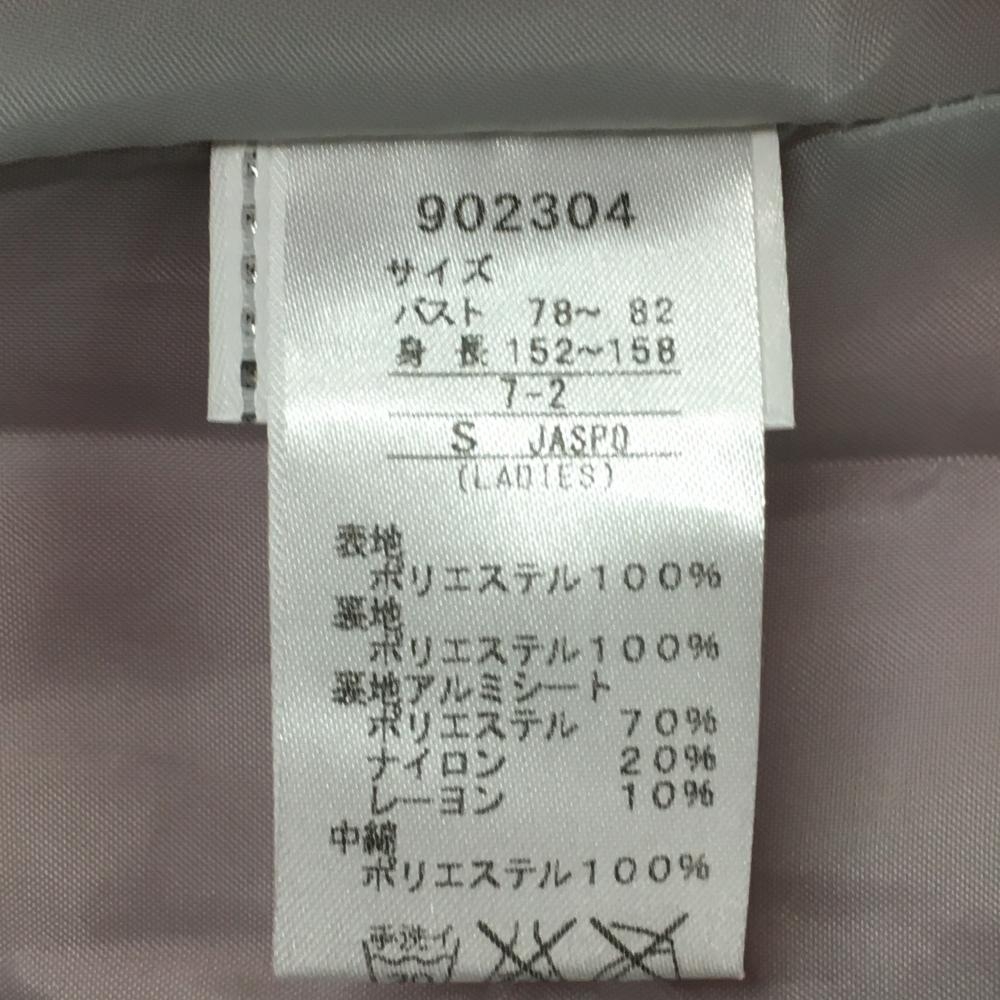 902304
サイズ
バスト 78〜 82
身 長 152〜158
7-2
S JASPO
(LADIES)
表地
ポリエステル100%
裏地
ポリエステル100%
裏地アルミシート
ポリエステル 70%
ナイロン 20%
レーヨン 10%
中綿
ポリエステル100%
手洗イ